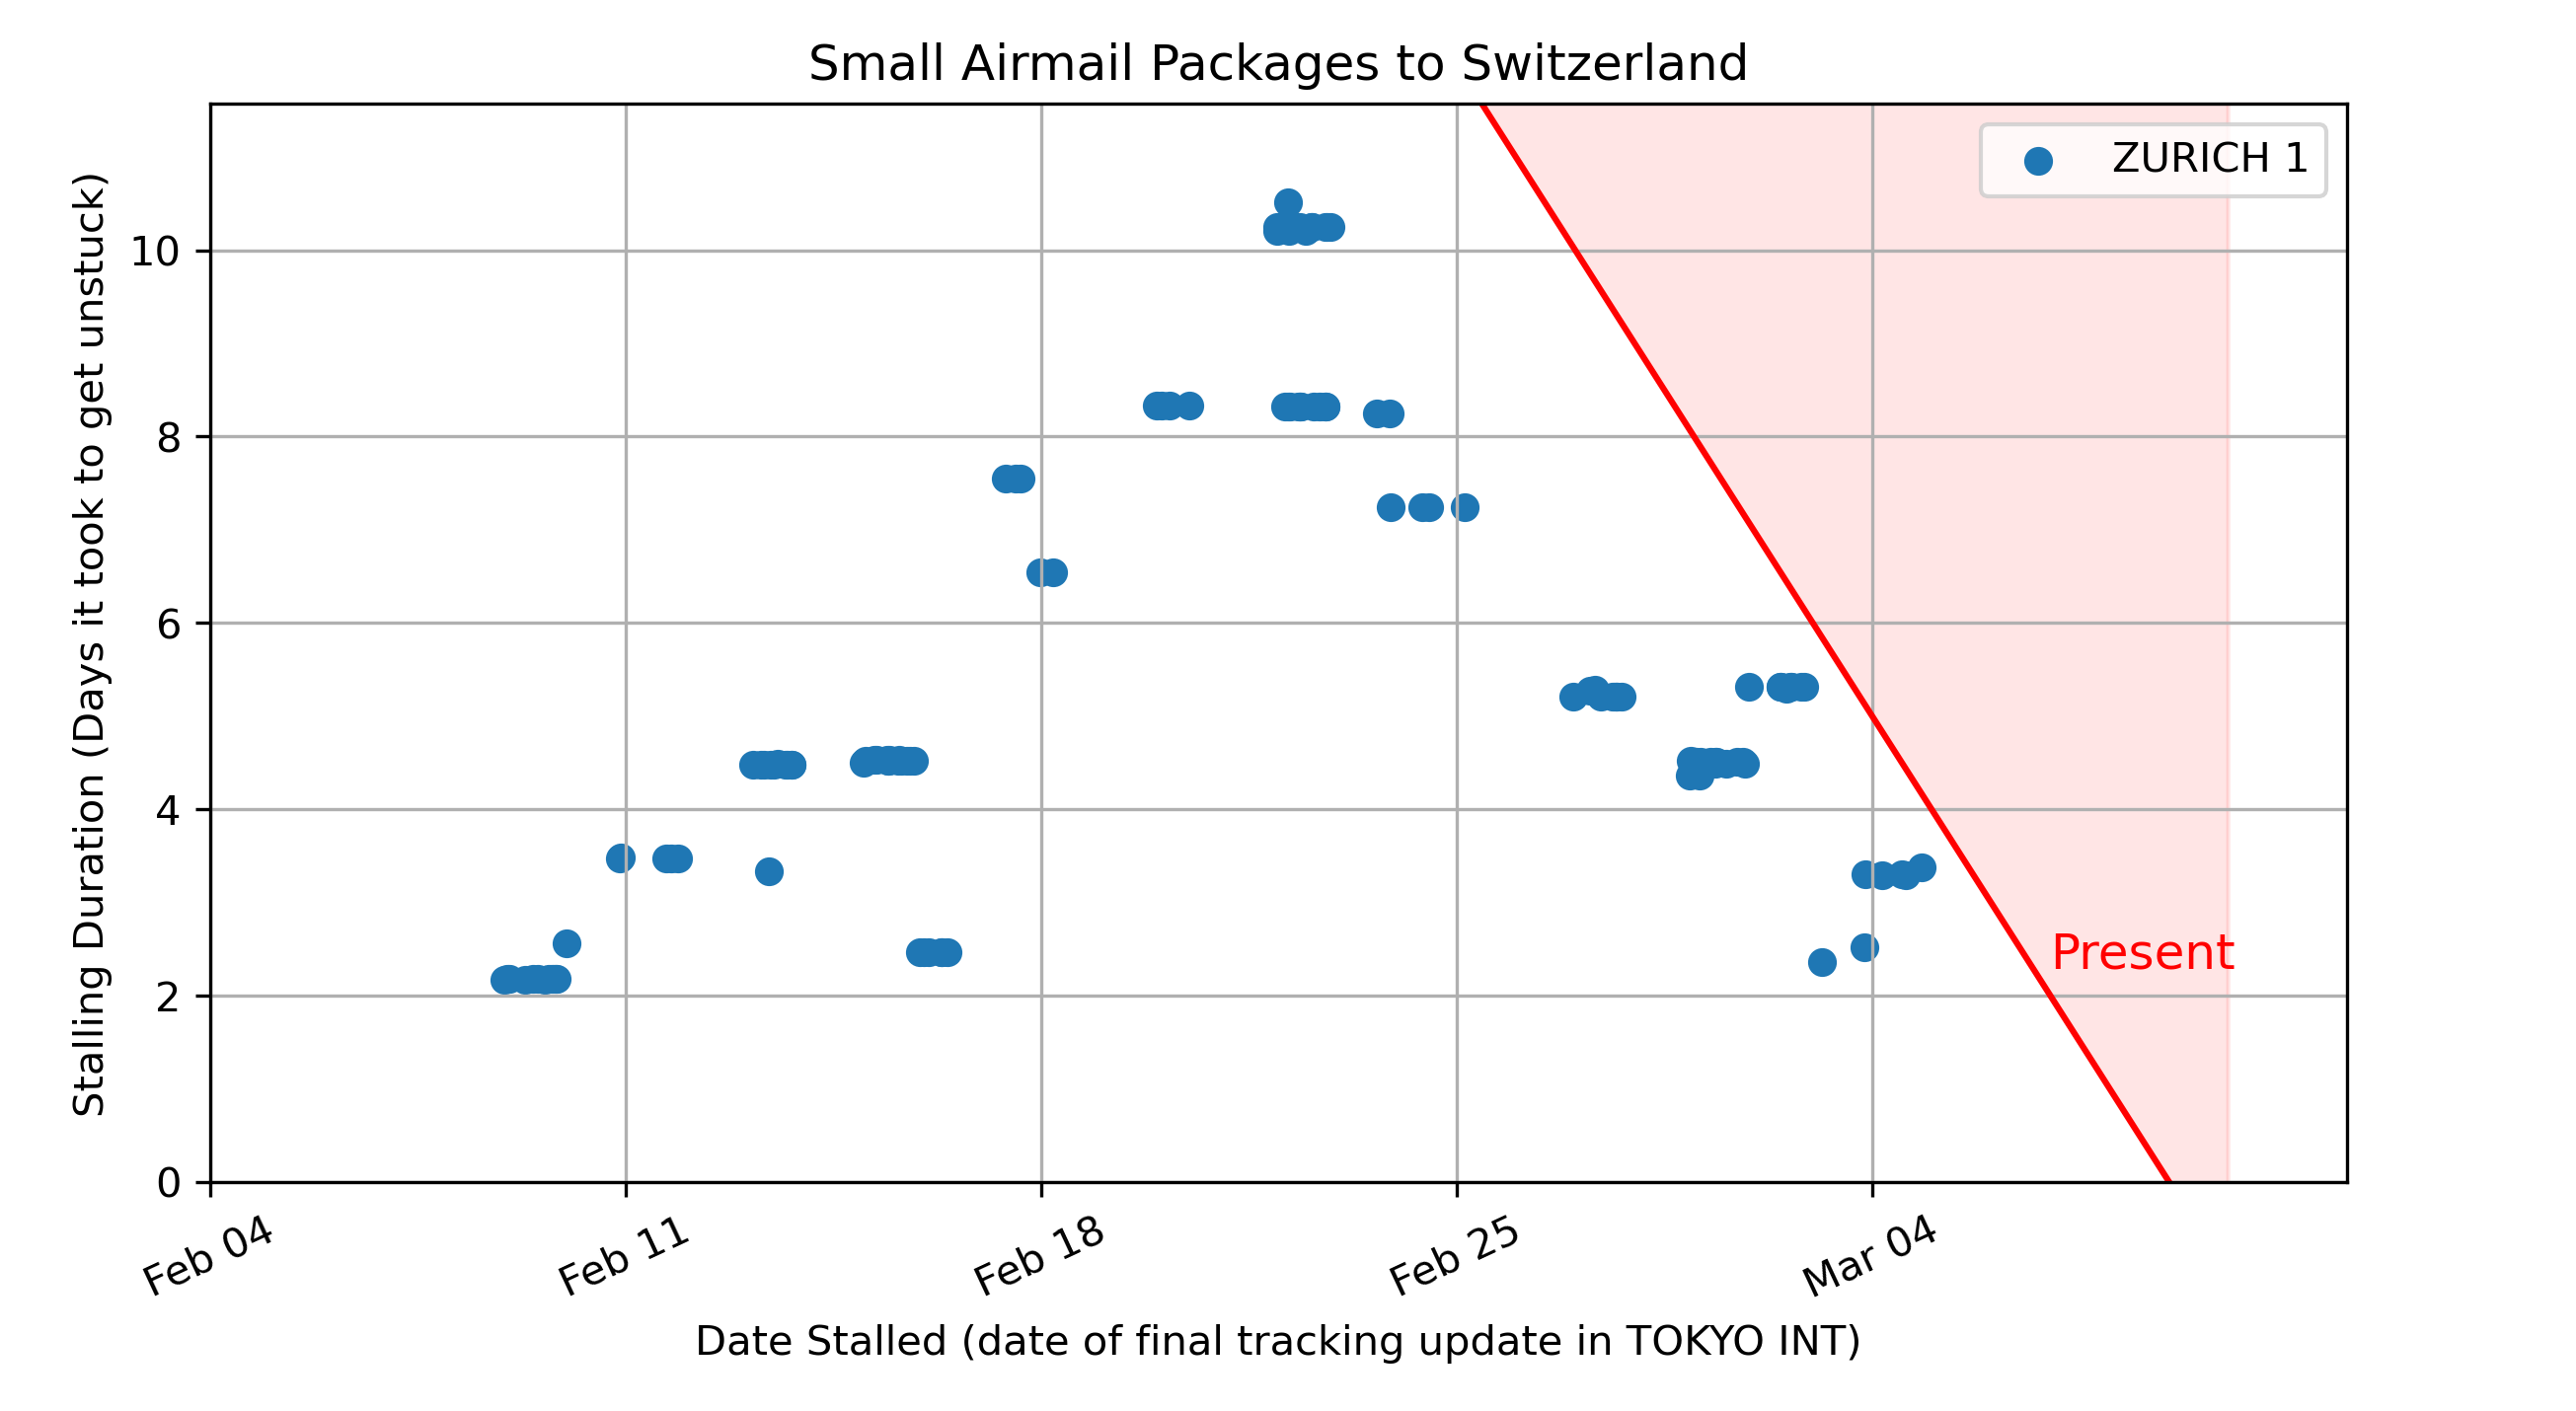 Small Airmail Packages to Switzerland
ZURICH 1
Stalling Duration (Days it took to get unstuck)
10
8
6
4
2
0
Present
Feb 04
Feb 11
Feb 18
Feb 25
Mar 04
Date Stalled (date of final tracking update in TOKYO INT)